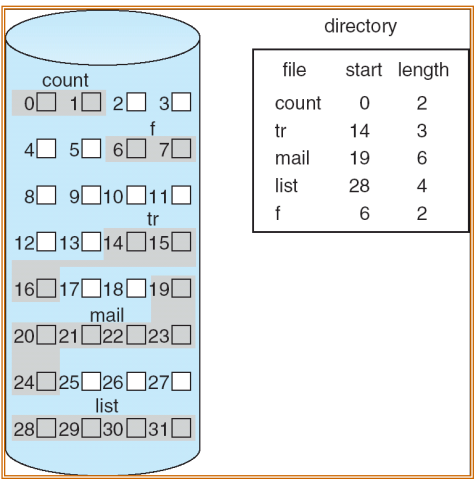 directory
file start length
count 0 2
tr 14 3
mail 19 6
list 28 4
f 6 2
count
0 1 2 3
f
4 5 6 7
8 9 10 11
tr
12 13 14 15
16 17 18 19
mail
20 21 22 23
24 25 26 27
list
28 29 30 31